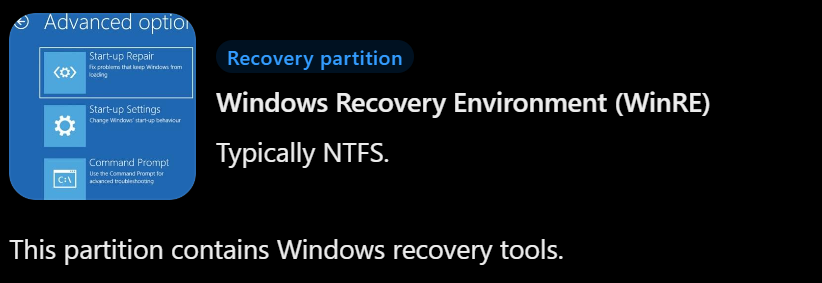 Advanced option
Start-up Repair
Fix problems that keep Windows from
loading
Start-up Settings
Change Windows' start-up behaviour
Command Prompt
Use the Command Prompt for
advanced troubleshooting
C:\
Recovery partition
Windows Recovery Environment (WinRE)
Typically NTFS.
This partition contains Windows recovery tools.